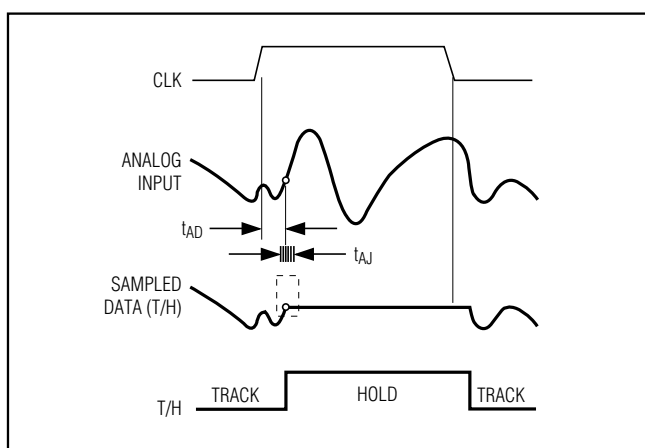 CLK
ANALOG
INPUT
tAD
tAJ
SAMPLED
DATA (T/H)
TRACK HOLD TRACK
T/H